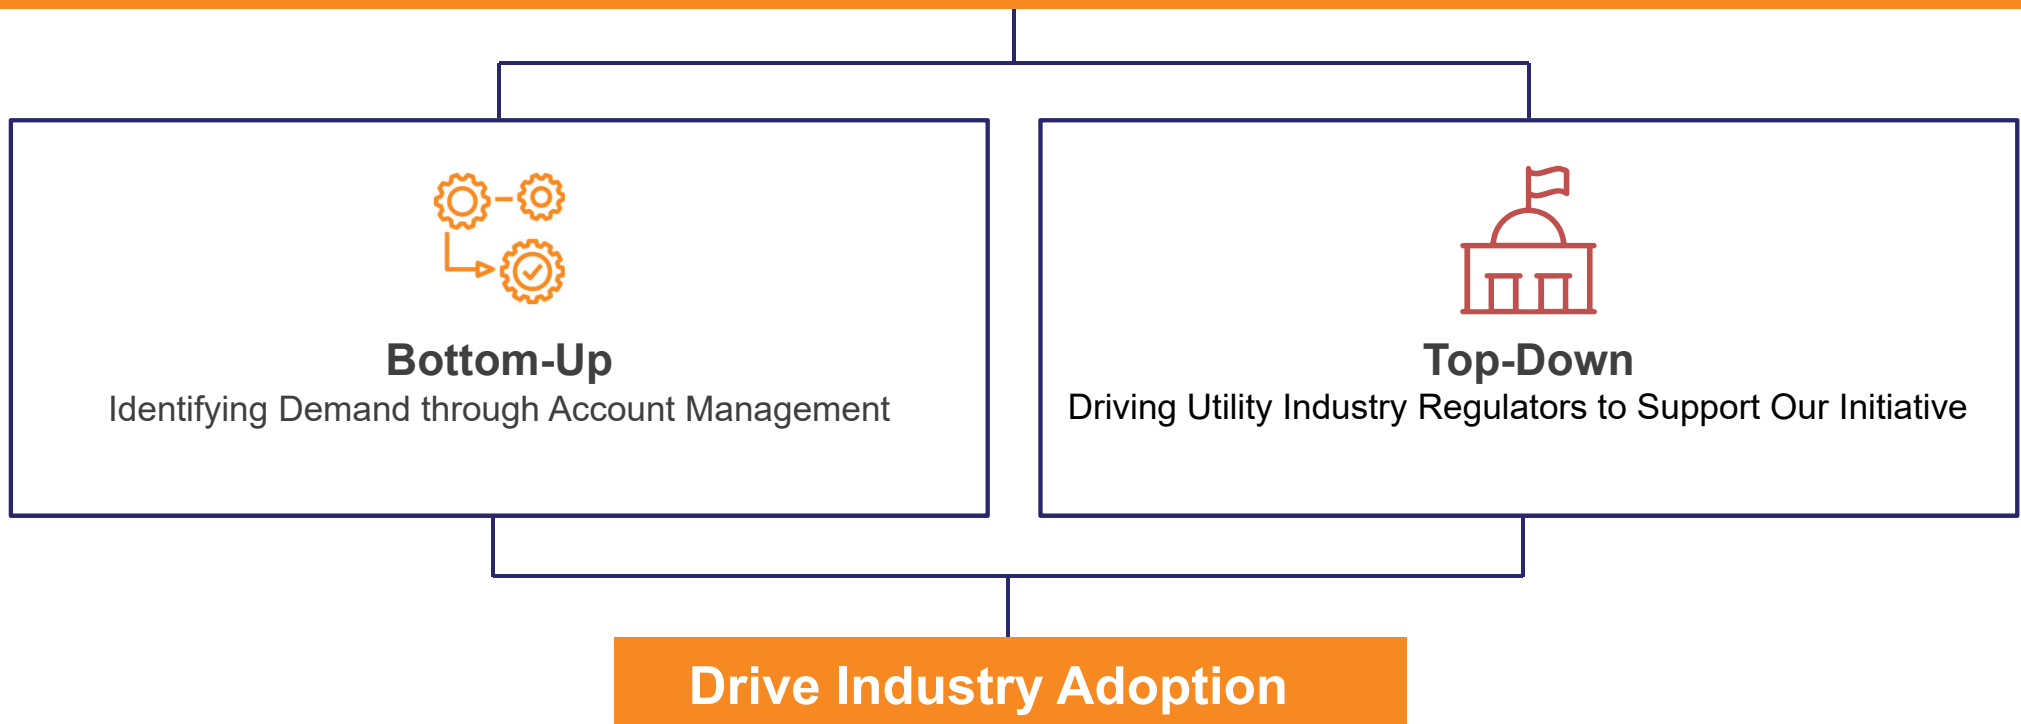 Bottom-Up
Identifying Demand through Account Management
Top-Down
Driving Utility Industry Regulators to Support Our Initiative
Drive Industry Adoption